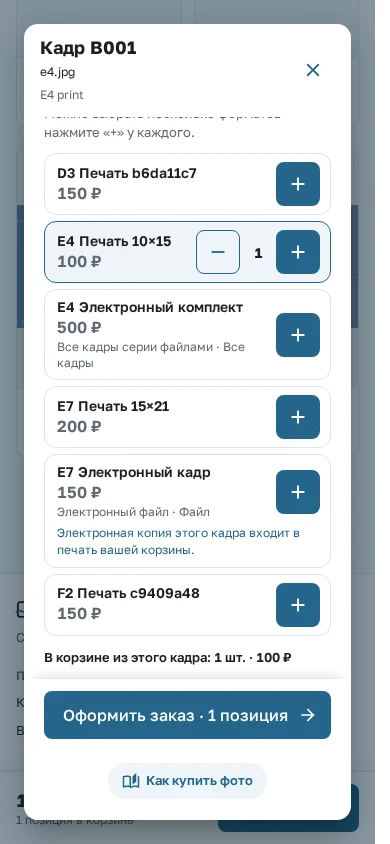 Кадр B001
e4.jpg
E4 print
нажмите «+» у каждого.
D3 Печать b6da11c7
150 ₽
E4 Печать 10×15
100 ₽
1
E4 Электронный комплект
500 ₽
Все кадры серии файлами · Все
кадры
E7 Печать 15×21
200 ₽
E7 Электронный кадр
150 ₽
Электронный файл · Файл
Электронная копия этого кадра входит в
печать вашей корзины.
F2 Печать c9409a48
150 ₽
В корзине из этого кадра: 1 шт. · 100 ₽
Оформить заказ · 1 позиция
Как купить фото
1 позиция в корзине